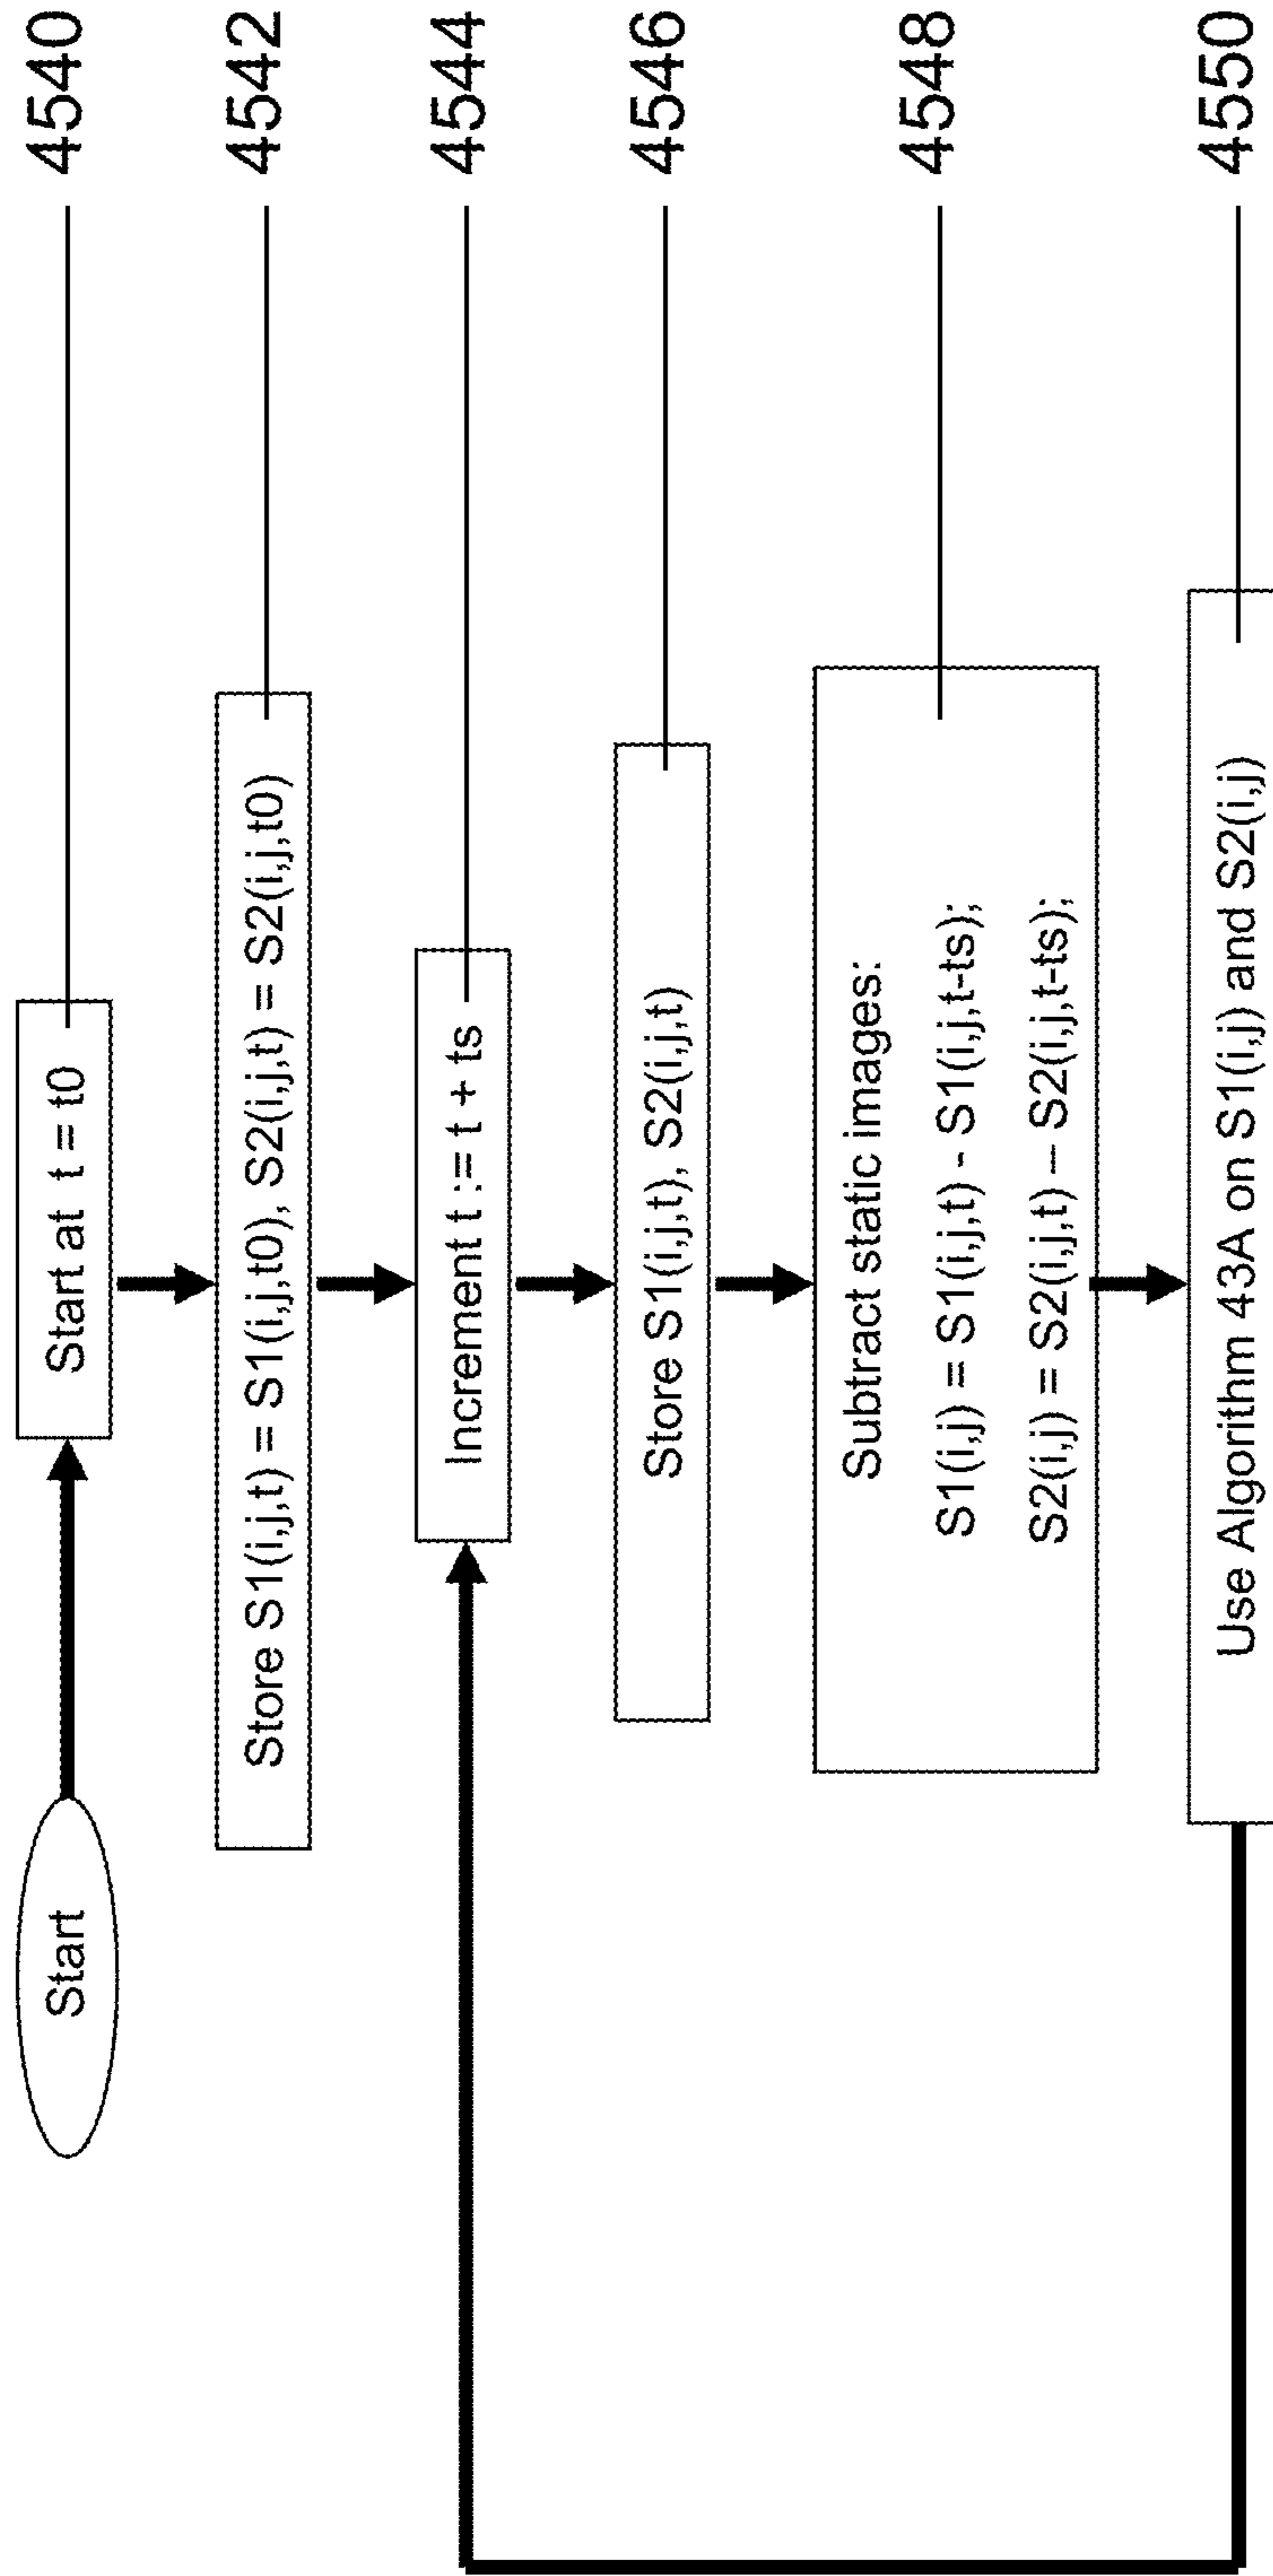 Start
Start at t = t0
4540
Store S1(i,j,t) = S1(i,j,t0), S2(i,j,t) = S2(i,j,t0)
4542
Increment t := t + ts
4544
Store S1(i,j,t), S2(i,j,t)
4546
Subtract static images:
S1(i,j) = S1(i,j,t) - S1(i,j,t-ts);
S2(i,j) = S2(i,j,t) – S2(i,j,t-ts);
4548
Use Algorithm 43A on S1(i,j) and S2(i,j)
4550